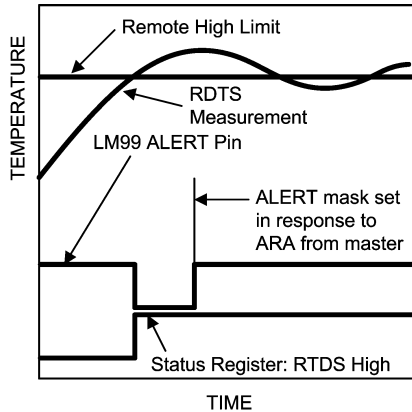 Remote High Limit
RDTS
Measurement
LM99 ALERT Pin
ALERT mask set
in response to
ARA from master
Status Register: RTDS High
TEMPERATURE
TIME